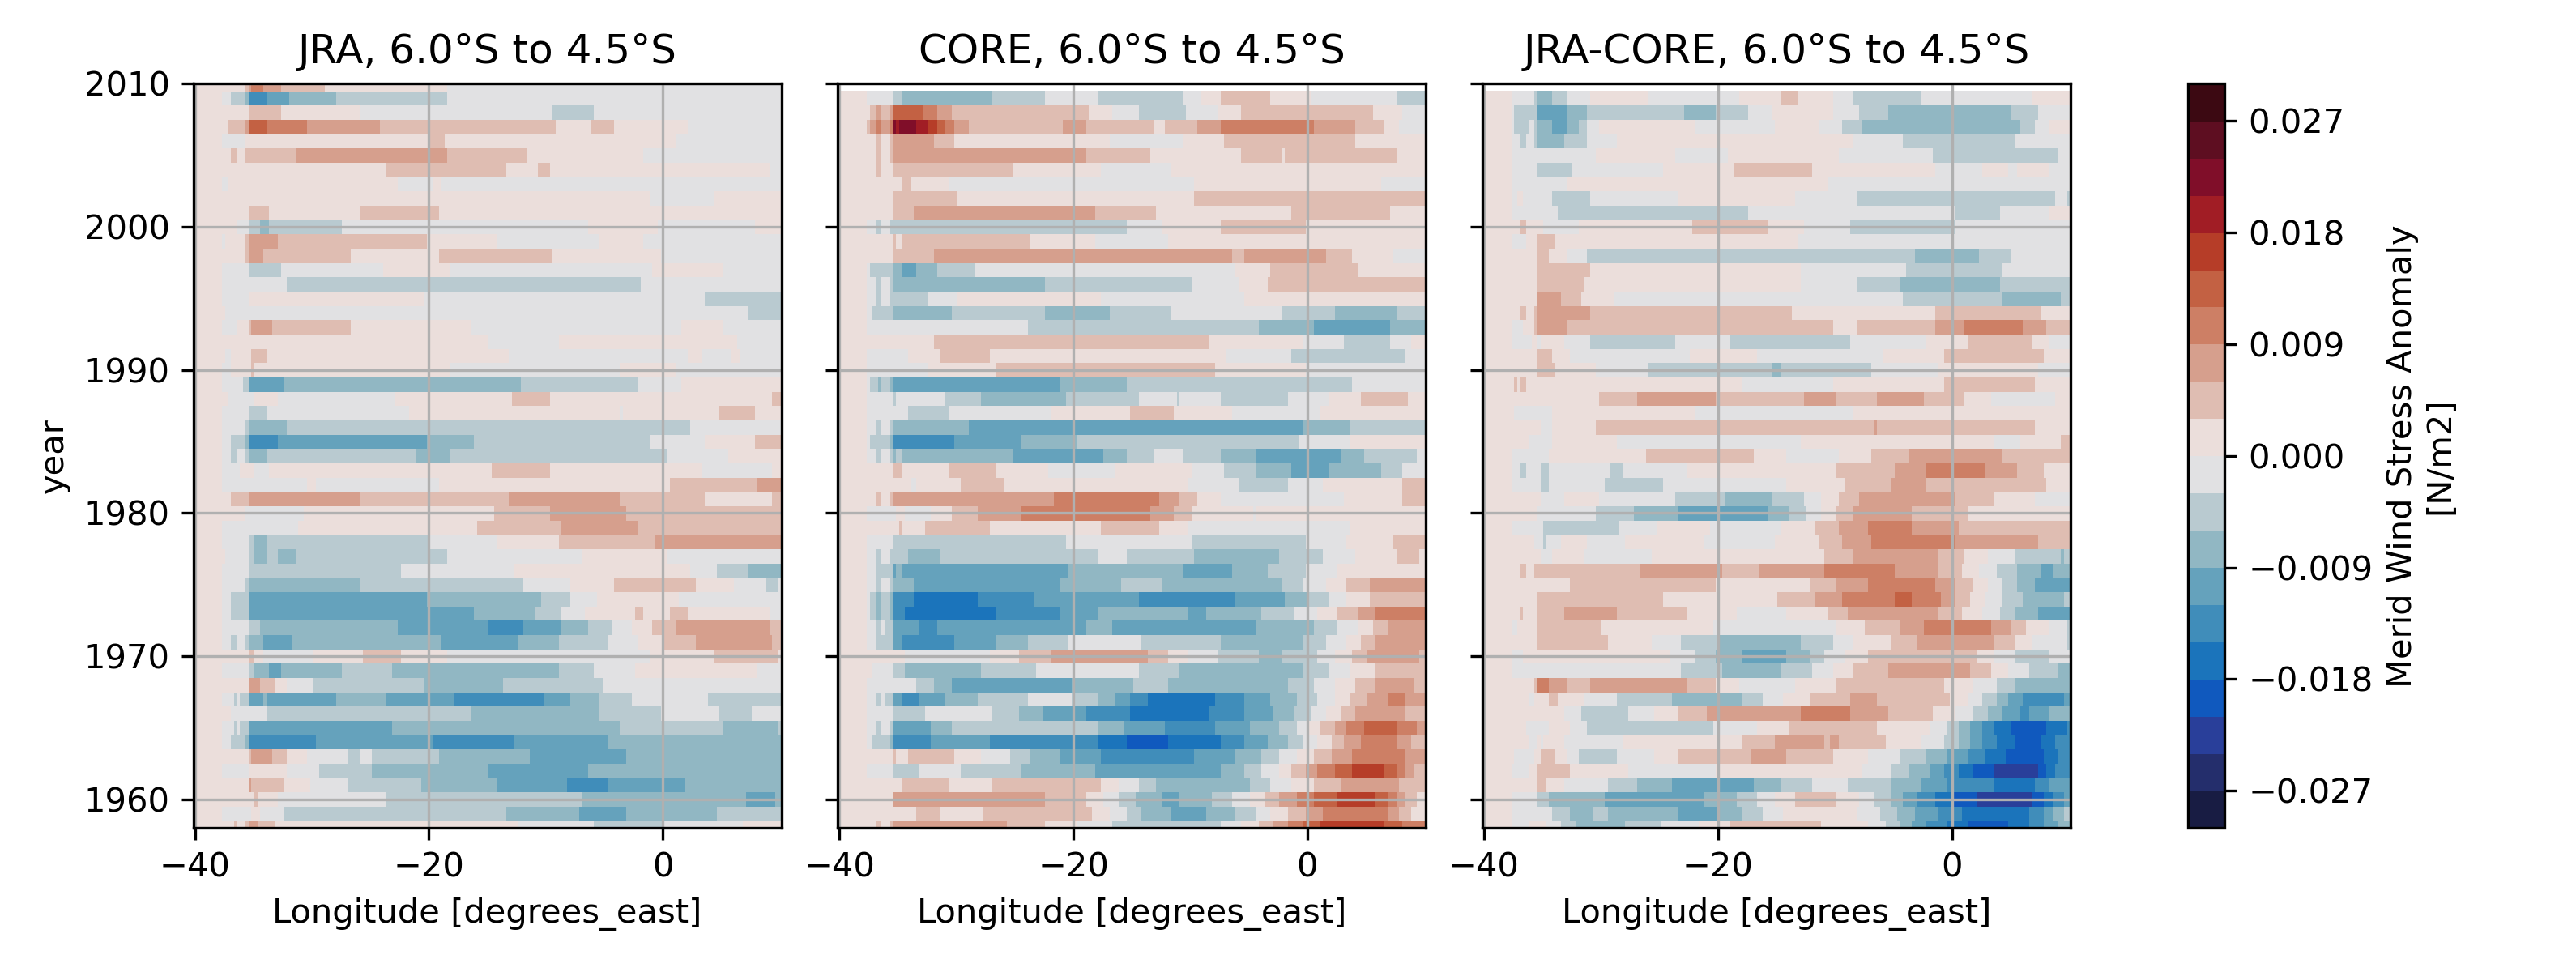 JRA, 6.0°S to 4.5°S
CORE, 6.0°S to 4.5°S
JRA-CORE, 6.0°S to 4.5°S
2010
2000
1990
1980
1970
1960
year
−40
−20
0
Longitude [degrees_east]
−40
−20
0
Longitude [degrees_east]
−40
−20
0
Longitude [degrees_east]
0.027
0.018
0.009
0.000
−0.009
−0.018
−0.027
Merid Wind Stress Anomaly
[N/m2]